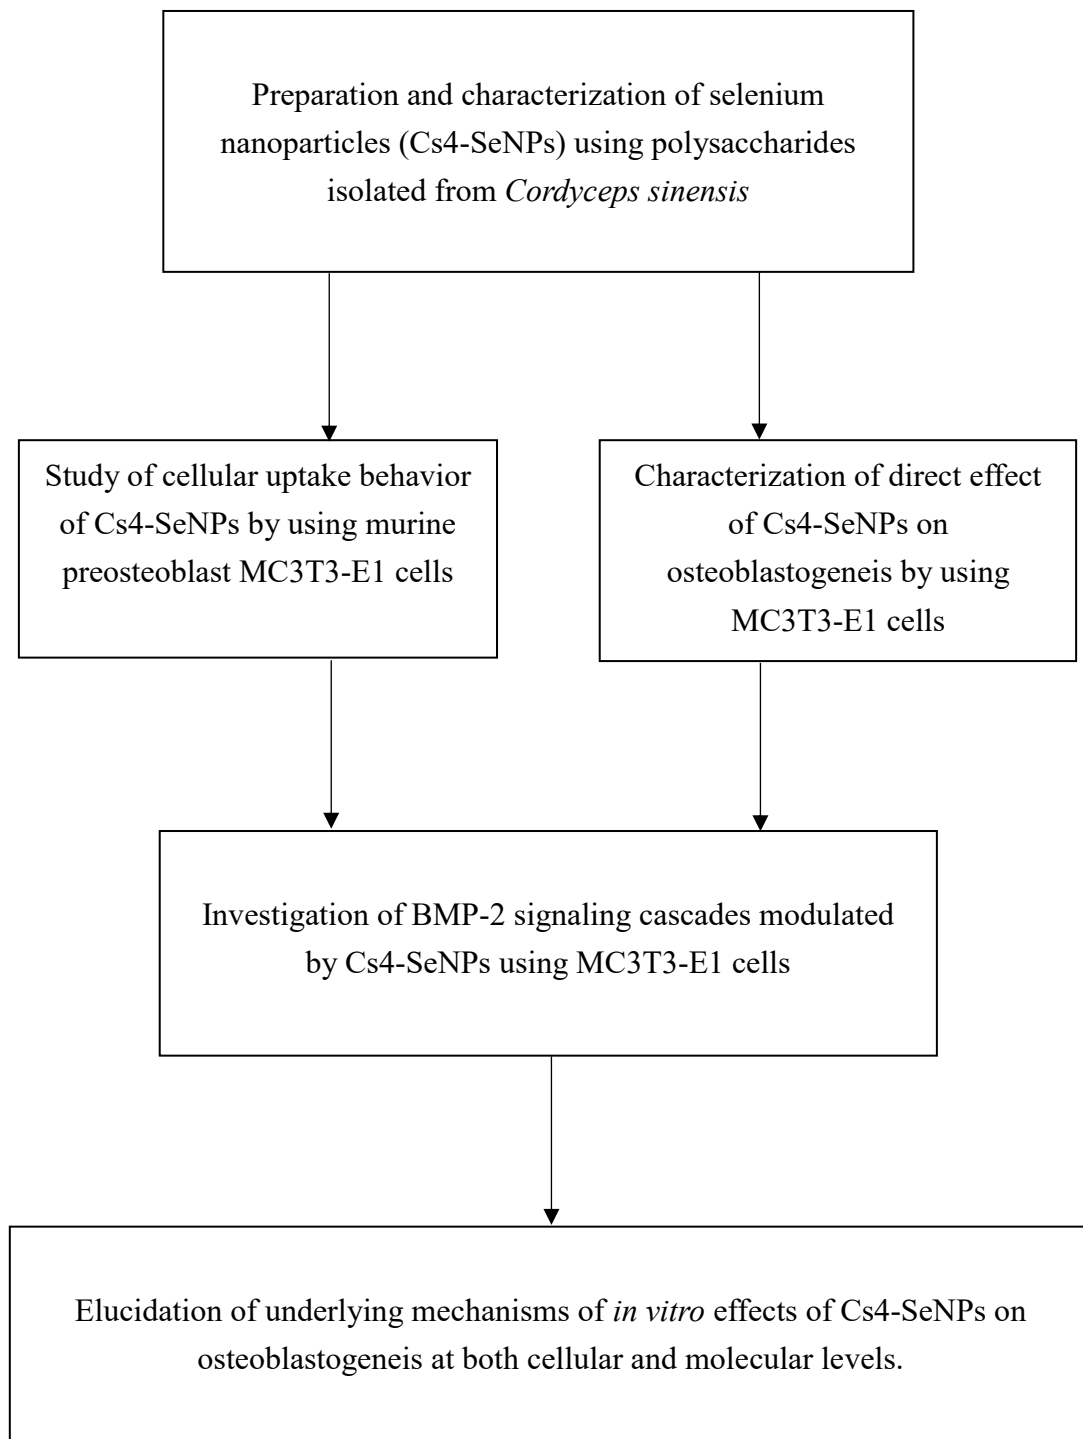 Preparation and characterization of selenium
nanoparticles (Cs4-SeNPs) using polysaccharides
isolated from Cordyceps sinensis
Study of cellular uptake behavior
of Cs4-SeNPs by using murine
preosteoblast MC3T3-E1 cells
Characterization of direct effect
of Cs4-SeNPs on
osteoblastogeneis by using
MC3T3-E1 cells
Investigation of BMP-2 signaling cascades modulated
by Cs4-SeNPs using MC3T3-E1 cells
Elucidation of underlying mechanisms of in vitro effects of Cs4-SeNPs on
osteoblastogeneis at both cellular and molecular levels.